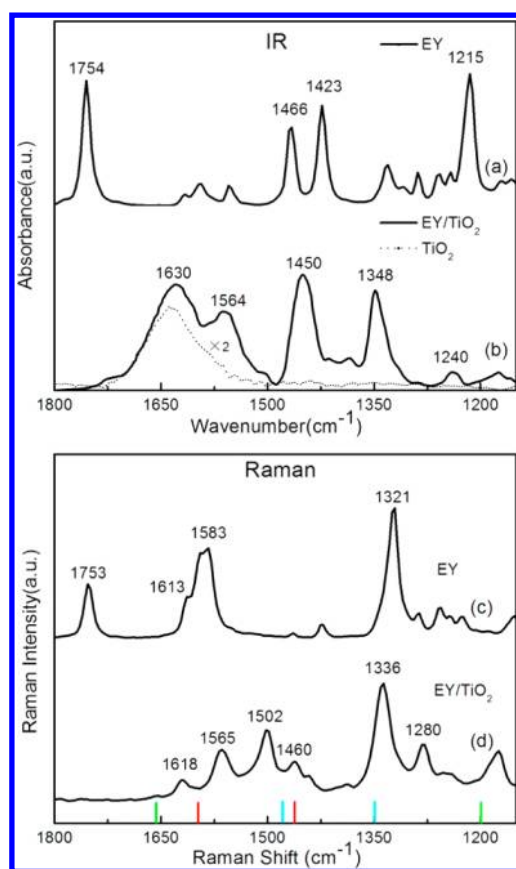 IR
EY
1754
1215
1466
1423
(a)
EY/TiO₂
TiO₂
1630
1564
1450
1348
×2
1240
(b)
Absorbance(a.u.)
1800 1650 1500 1350 1200
Wavenumber(cm⁻¹)
Raman
1321
1583
1613
1753
EY
(c)
EY/TiO₂
1336
1502
1565
1460
1618
1280
(d)
Raman Intensity(a.u.)
1800 1650 1500 1350 1200
Raman Shift (cm⁻¹)